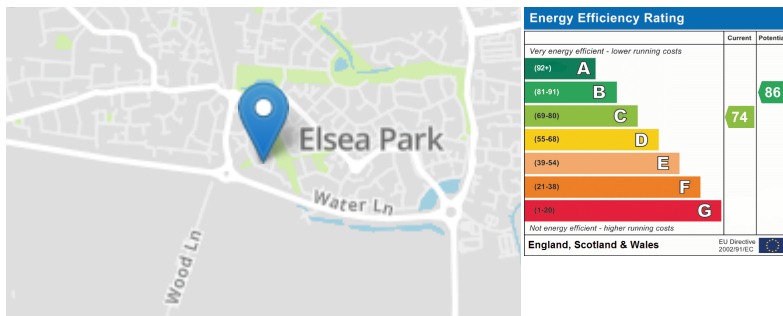 Elsea Park
Water Ln
Wood Ln
Energy Efficiency Rating
Current Potentia
Very energy efficient - lower running costs
(92+) A
(81-91) B
86
(69-80) C
74
(55-68) D
(39-54) E
(21-38) F
(1-20) G
Not energy efficient - higher running costs
England, Scotland & Wales
EU Directive
2002/91/EC